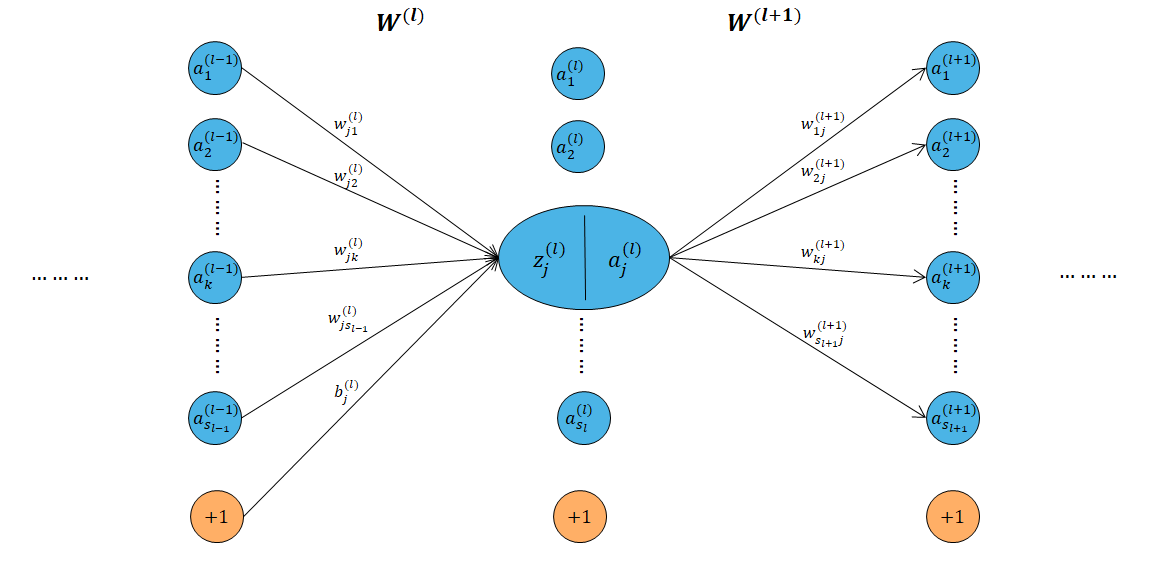 W^{(l)} W^{(l+1)}
a_1^{(l-1)} a_1^{(l)} a_1^{(l+1)}
w_{j1}^{(l)} w_{1j}^{(l+1)}
a_2^{(l-1)} a_2^{(l)} a_2^{(l+1)}
w_{j2}^{(l)} w_{2j}^{(l+1)}
w_{jk}^{(l)} z_j^{(l)} a_j^{(l)} w_{kj}^{(l+1)}
……… a_k^{(l-1)} a_k^{(l+1)} ………
w_{js_{l-1}}^{(l)} w_{s_{l+1}j}^{(l+1)}
b_j^{(l)}
a_{s_{l-1}}^{(l-1)} a_{s_l}^{(l)} a_{s_{l+1}}^{(l+1)}
+1 +1 +1